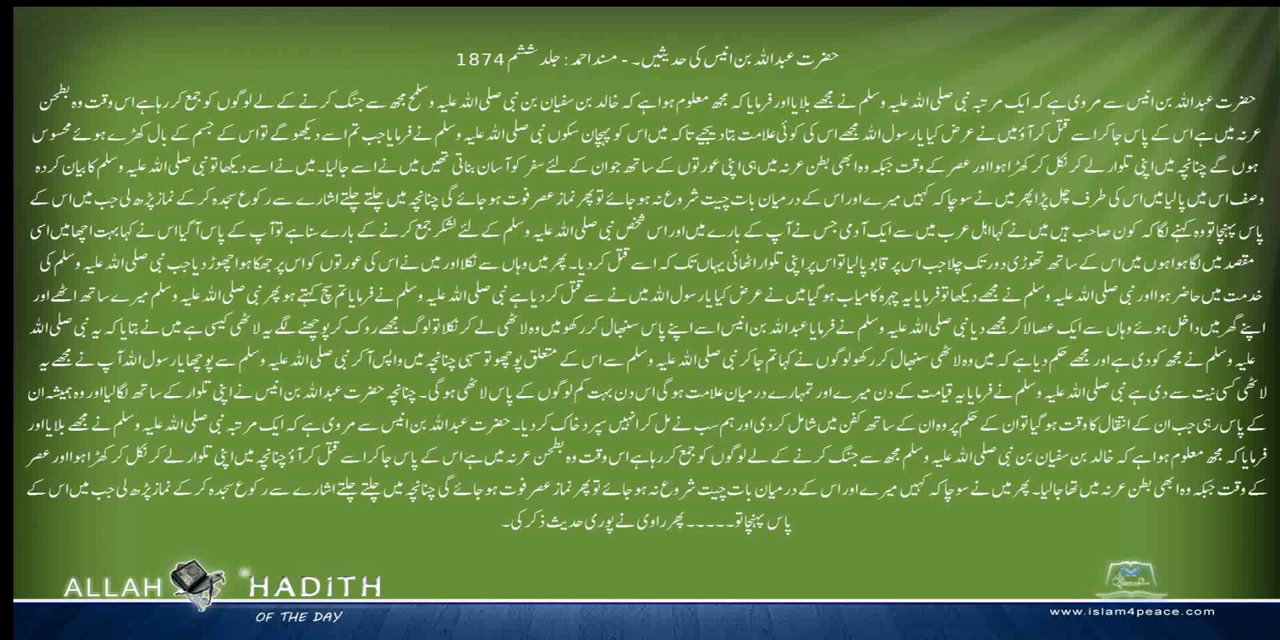 حضرت عبداللہ بن انیس کی حدیثیں۔ - مسند احمد : جلد ششم 1874
حضرت عبداللہ بن انیس سے مروی ہے کہ ایک مرتبہ نبی صلی اللہ علیہ وسلم نے مجھے بلایا اور فرمایا کہ مجھ معلوم ہوا ہے کہ خالد بن سفیان بن نبی صلی اللہ علیہ وسلح مجھ سے جنگ کرنے کے لے لوگوں کو جمع کر رہا ہے اس وقت وہ بطحن
عرنہ میں ہے اس کے پاس جا کر اسے قتل کر آؤ میں نے عرض کیا یا رسول اللہ مجھے اس کی کوئی علامت بتا دیجیے تاکہ میں اس کو پہچان سکوں نبی صلی اللہ علیہ وسلم نے فرمایا جب تم اسے دیکھو گے تو اس کے جسم کے بال کھڑے ہوئے محسوس
ہوں گے چنانچہ میں اپنی تلوار لے کر نکل کر کھڑا ہوا اور عصر کے وقت جبکہ وہ ابھی بطن عرنہ میں ہی اپنی عورتوں کے ساتھ جو ان کے لئے سفر کو آسان بناتی تھیں میں نے اسے جا لیا۔ میں نے اسے دیکھا تو نبی صلی اللہ علیہ وسلم کا بیان کردہ
وصف اس میں پا لیا میں اس کی طرف چل پڑا پھر میں نے سوچا کہ کہیں میرے اور اس کے درمیان بات چیت شروع نہ ہو جائے تو پھر نماز عصر فوت ہو جائے گی چنانچہ میں چلتے چلتے اشارے سے رکوع سجدہ کر کے نماز پڑھ لی جب میں اس کے
پاس پہنچا تو وہ کہنے لگا کہ کون صاحب ہیں میں نے کہا اہل عرب میں سے ایک آدمی جس نے آپ کے بارے میں اور اس شخص نبی صلی اللہ علیہ وسلم کے لئے لشکر جمع کرنے کے بارے سنا ہے تو آپ کے پاس آ گیا اس نے کہا بہت اچھا میں اسی
مقصد میں لگا ہوا ہوں میں اس کے ساتھ تھوڑی دور تک چلا جب اس پر قابو پا لیا تو اس پر اپنی تلوار اٹھائی یہاں تک کہ اسے قتل کر دیا۔ پھر میں وہاں سے نکلا اور میں نے اس کی عورتوں کو اس پر جھکا ہوا چھوڑ دیا جب نبی صلی اللہ علیہ وسلم کی
خدمت میں حاضر ہوا اور نبی صلی اللہ علیہ وسلم نے مجھے دیکھا تو فرمایا یہ چہرہ کامیاب ہو گیا میں نے عرض کیا یا رسول اللہ میں نے سے قتل کر دیا ہے نبی صلی اللہ علیہ وسلم نے فرمایا تم سچ کہتے ہو پھر نبی صلی اللہ علیہ وسلم میرے ساتھ اٹھے اور
اپنے گھر میں داخل ہوئے وہاں سے ایک عصا لا کر مجھے دیا نبی صلی اللہ علیہ وسلم نے فرمایا عبداللہ بن انیس اسے اپنے پاس سنبھال کر رکھو میں وہ لاٹھی لے کر نکلا تو لوگ مجھے روک کر پوچھنے لگے یہ لاٹھی کیسی ہے میں نے بتایا کہ یہ نبی صلی اللہ
علیہ وسلم نے مجھ کو دی ہے اور مجھے حکم دیا ہے کہ میں وہ لاٹھی سنبھال کر رکھو لوگوں نے کہا تم جا کر نبی صلی اللہ علیہ وسلم سے اس کے متعلق پوچھو تو سہی چنانچہ میں واپس آ کر نبی صلی اللہ علیہ وسلم سے پوچھا یا رسول اللہ آپ نے مجھے یہ
لاٹھی کسی نیت سے دی ہے نبی صلی اللہ علیہ وسلم نے فرمایا یہ قیامت کے دن میرے اور تمہارے درمیان علامت ہو گی اس دن بہت کم لوگوں کے پاس لاٹھی ہو گی۔ چنانچہ حضرت عبداللہ بن انیس نے اپنی تلوار کے ساتھ لگا لیا اور وہ ہمیشہ ان
کے پاس رہی جب ان کے انتقال کا وقت ہو گیا تو ان کے حکم پر وہ ان کے ساتھ کفن میں شامل کر دی اور ہم سب نے مل کر انہیں سپرد خاک کر دیا۔ حضرت عبداللہ بن انیس سے مروی ہے کہ ایک مرتبہ نبی صلی اللہ علیہ وسلم نے مجھے بلایا اور
فرمایا کہ مجھ معلوم ہوا ہے کہ خالد بن سفیان بن نبی صلی اللہ علیہ وسلم مجھ سے جنگ کرنے کے لے لوگوں کو جمع کر رہا ہے اس وقت وہ بطحن عرنہ میں ہے اس کے پاس جا کر اسے قتل کر آؤ چنانچہ میں اپنی تلوار لے کر نکل کر کھڑا ہوا اور عصر
کے وقت جبکہ وہ ابھی بطن عرنہ میں تھا جا لیا۔ پھر میں نے سوچا کہ کہیں میرے اور اس کے درمیان بات چیت شروع نہ ہو جائے تو پھر نماز عصر فوت ہو جائے گی چنانچہ میں چلتے چلتے اشارے سے رکوع سجدہ کر کے نماز پڑھ لی جب میں اس کے
پاس پہنچا تو۔۔۔۔۔ پھر راوی نے پوری حدیث ذکر کی۔
ALLAH HADITH
OF THE DAY
www.islam4peace.com